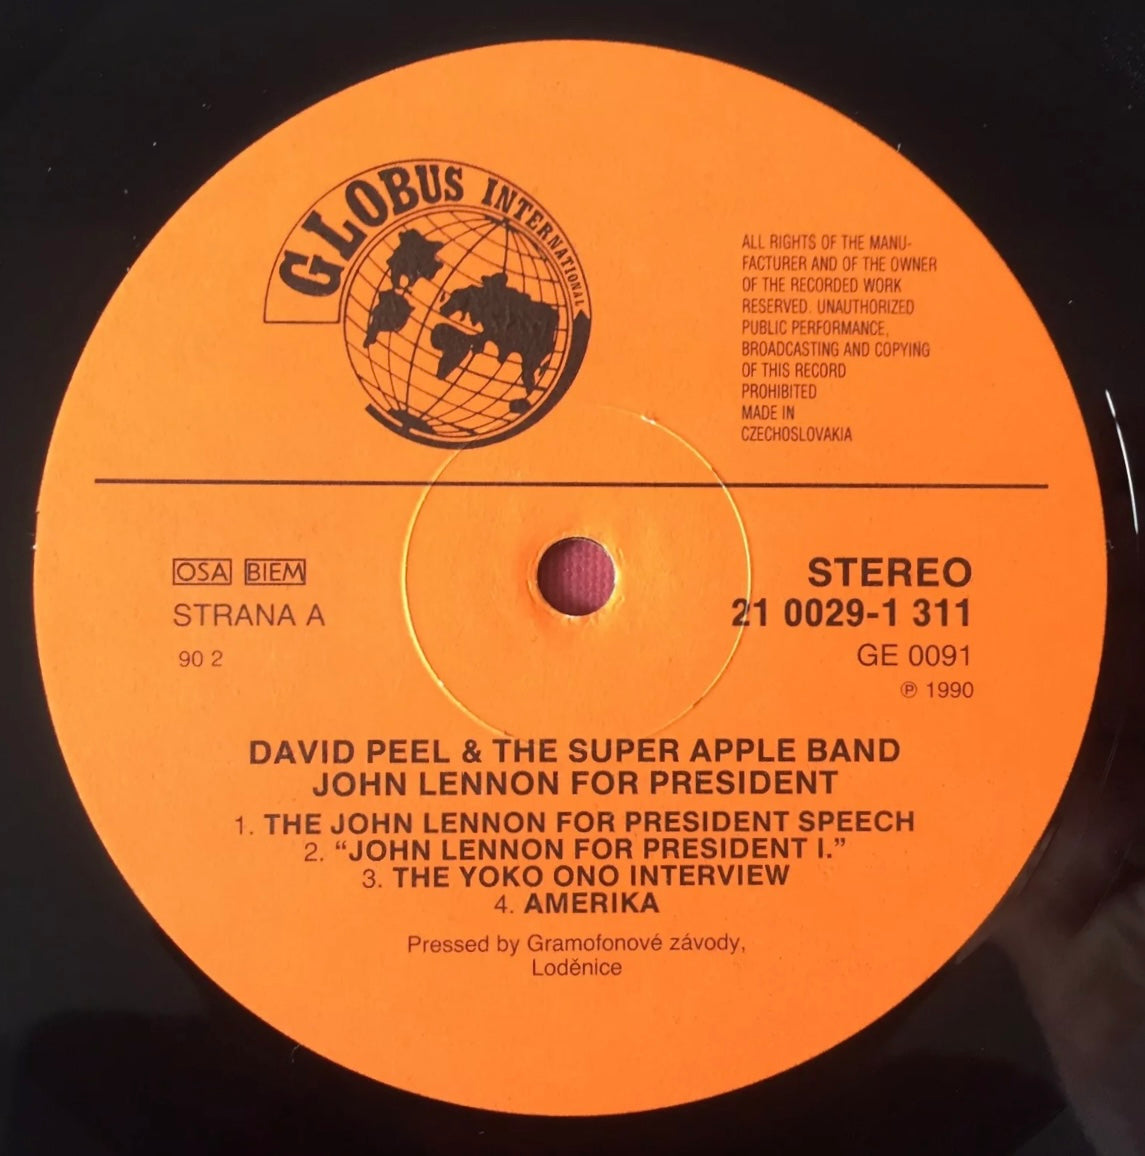 GLOBUS INTERNATIONAL
ALL RIGHTS OF THE MANU-
FACTURER AND OF THE OWNER
OF THE RECORDED WORK
RESERVED. UNAUTHORIZED
PUBLIC PERFORMANCE,
BROADCASTING AND COPYING
OF THIS RECORD
PROHIBITED
MADE IN
CZECHOSLOVAKIA
OSA BIEM
STRANA A
90 2
STEREO
21 0029-1 311
GE 0091
℗ 1990
DAVID PEEL & THE SUPER APPLE BAND
JOHN LENNON FOR PRESIDENT
1. THE JOHN LENNON FOR PRESIDENT SPEECH
2. “JOHN LENNON FOR PRESIDENT I.”
3. THE YOKO ONO INTERVIEW
4. AMERIKA
Pressed by Gramofonové závody,
Loděnice